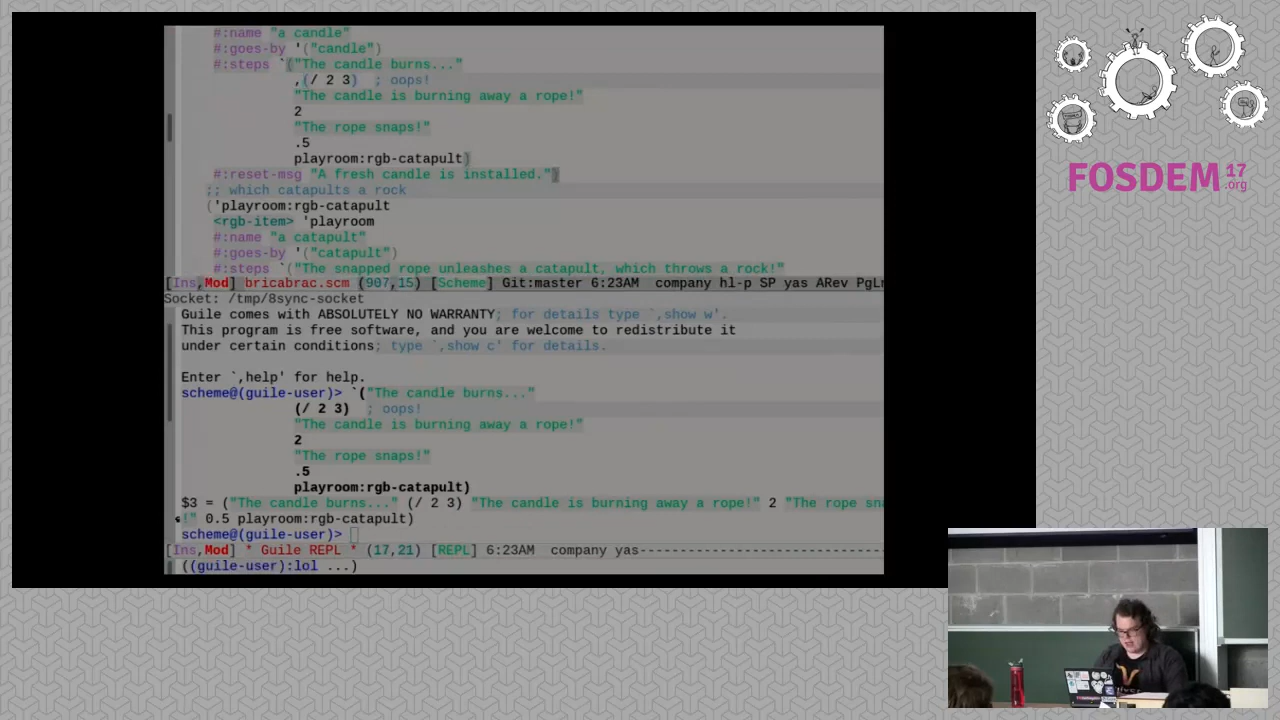 #:name "a candle"
#:goes-by '("candle")
#:steps `("The candle burns..."
,(/ 2 3)  ; oops!
"The candle is burning away a rope!"
2
"The rope snaps!"
.5
playroom:rgb-catapult)
#:reset-msg "A fresh candle is installed.")
;; which catapults a rock
('playroom:rgb-catapult
<rgb-item> 'playroom
#:name "a catapult"
#:goes-by '("catapult")
#:steps `("The snapped rope unleashes a catapult, which throws a rock!"
[Ins,Mod] bricabrac.scm (907,15) [Scheme] Git:master 6:23AM  company hl-p SP yas ARev PgLn
Socket: /tmp/8sync-socket
Guile comes with ABSOLUTELY NO WARRANTY; for details type `,show w'.
This program is free software, and you are welcome to redistribute it
under certain conditions; type `,show c' for details.
Enter `,help' for help.
scheme@(guile-user)> `("The candle burns..."
(/ 2 3)  ; oops!
"The candle is burning away a rope!"
2
"The rope snaps!"
.5
playroom:rgb-catapult)
$3 = ("The candle burns..." (/ 2 3) "The candle is burning away a rope!" 2 "The rope sna
!" 0.5 playroom:rgb-catapult)
scheme@(guile-user)>
[Ins,Mod] * Guile REPL * (17,21) [REPL] 6:23AM  company yas
((guile-user):lol ...)
FOSDEM 17
.org